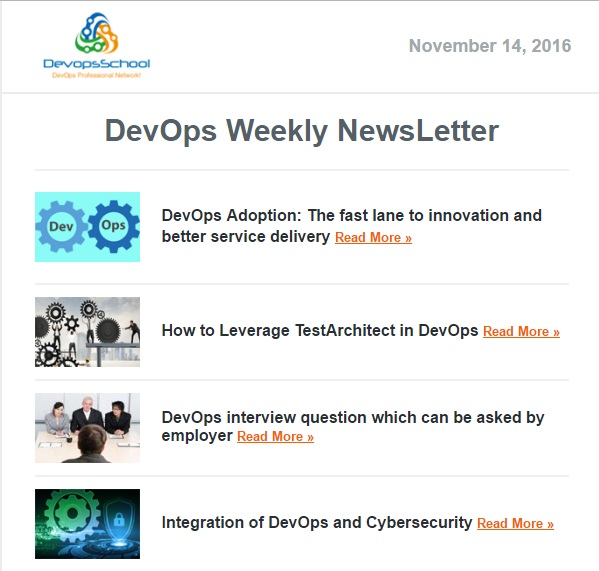 DevopsSchool
DevOps Professional Network!
November 14, 2016
DevOps Weekly NewsLetter
Dev Ops
DevOps Adoption: The fast lane to innovation and
better service delivery Read More »
How to Leverage TestArchitect in DevOps Read More »
DevOps interview question which can be asked by
employer Read More »
Integration of DevOps and Cybersecurity Read More »